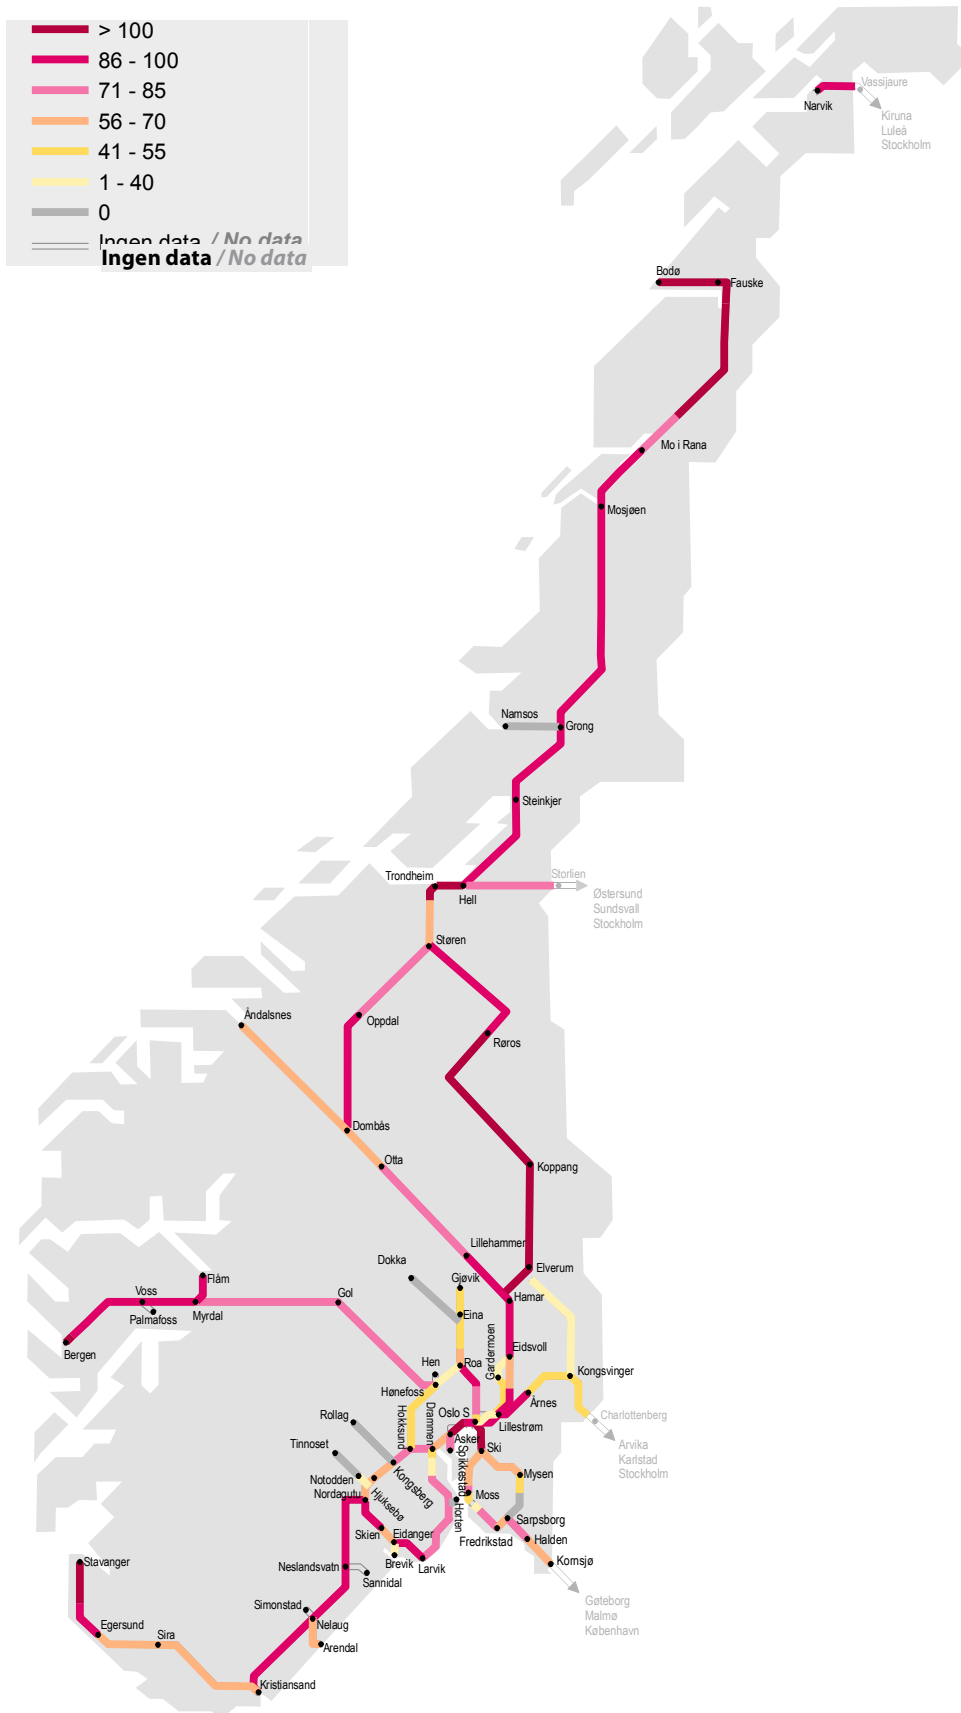 > 100
86 - 100
71 - 85
56 - 70
41 - 55
1 - 40
0
Ingen data / No data
Ingen data / No data
Vassijaure
Narvik
Kiruna
Luleå
Stockholm
Bodø
Fauske
Mo i Rana
Mosjøen
Namsos
Grong
Steinkjer
Trondheim
Hell
Storlien
Østersund
Sundsvall
Stockholm
Støren
Åndalsnes
Oppdal
Røros
Dombås
Otta
Koppang
Lillehammer
Dokka
Gjøvik
Elverum
Flåm
Voss
Palmafoss
Myrdal
Gol
Hamar
Eina
Bergen
Gardermoen
Eidsvoll
Hen
Roa
Hønefoss
Kongsvinger
Årnes
Rollag
Hokksund
Drammen
Oslo S
Lillestrøm
Charlottenberg
Asker
Arvika
Karlstad
Stockholm
Tinnoset
Spikkestad
Ski
Notodden
Kongsberg
Mysen
Nordagutu
Hjuksebø
Moss
Horten
Sarpsborg
Skien
Eidanger
Fredrikstad
Halden
Stavanger
Neslandsvatn
Brevik
Larvik
Kornsjø
Sannidal
Simonstad
Gøteborg
Malmø
København
Egersund
Sira
Nelaug
Arendal
Kristiansand